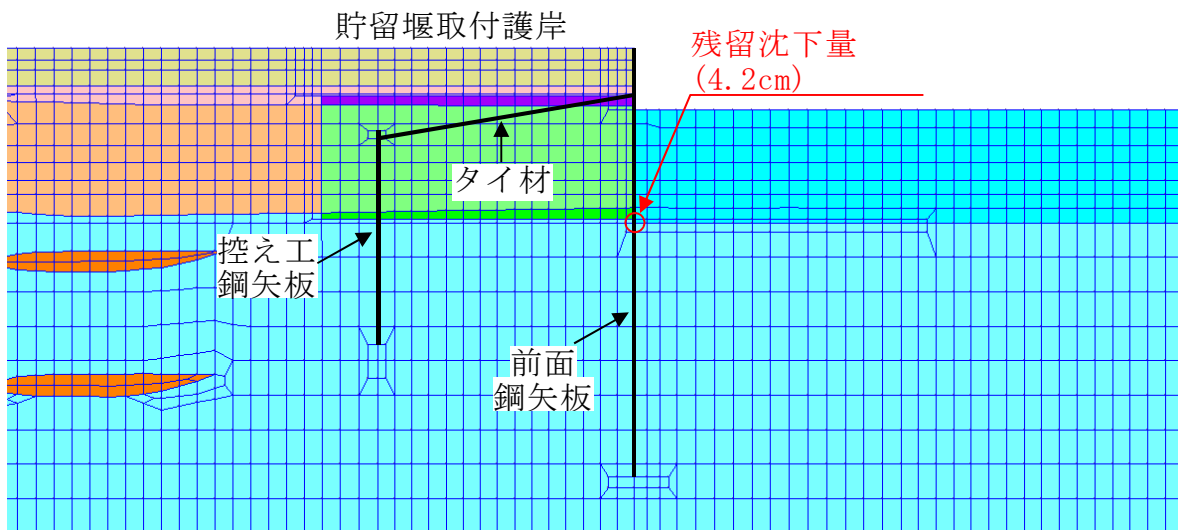 貯留堰取付護岸
残留沈下量
(4.2cm)
タイ材
控え工
鋼矢板
前面
鋼矢板